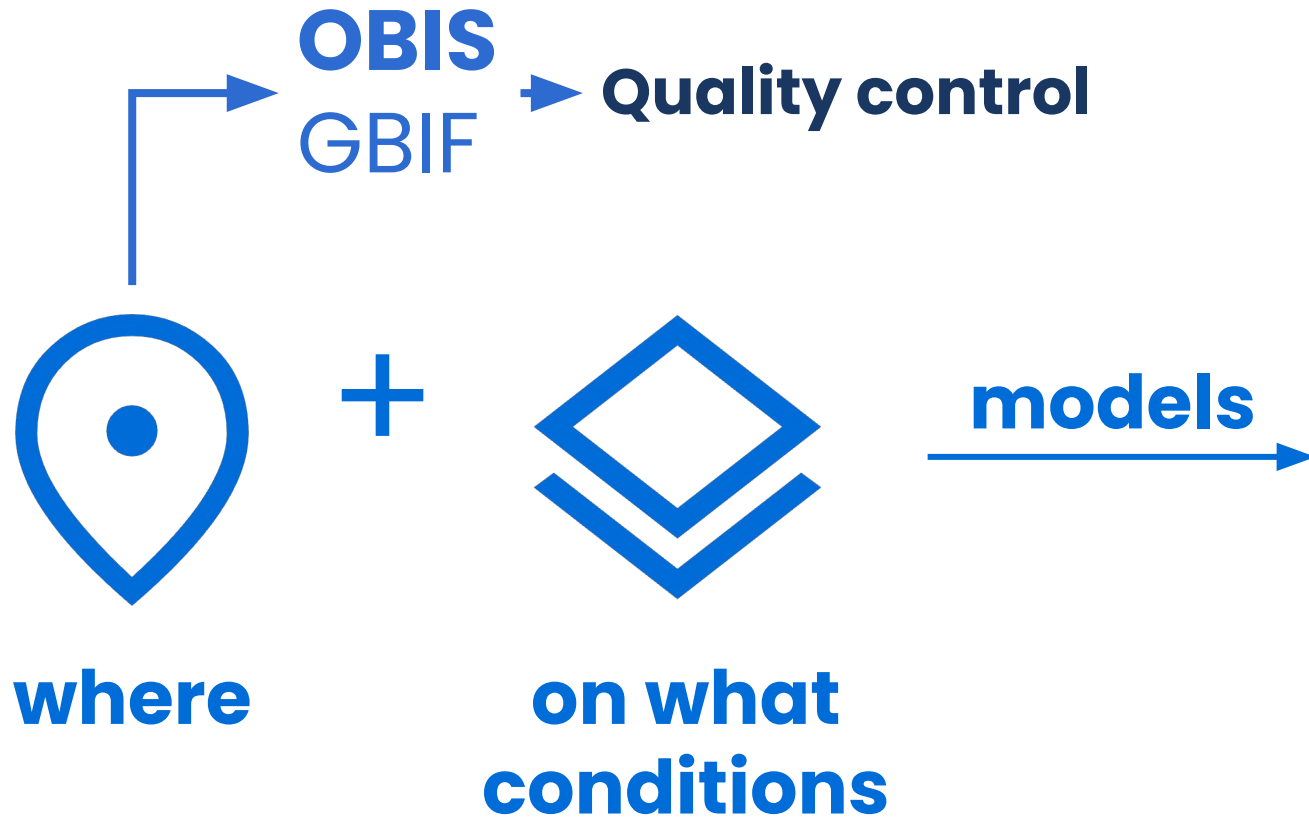 OBIS
GBIF
Quality control
+
models
where
on what
conditions